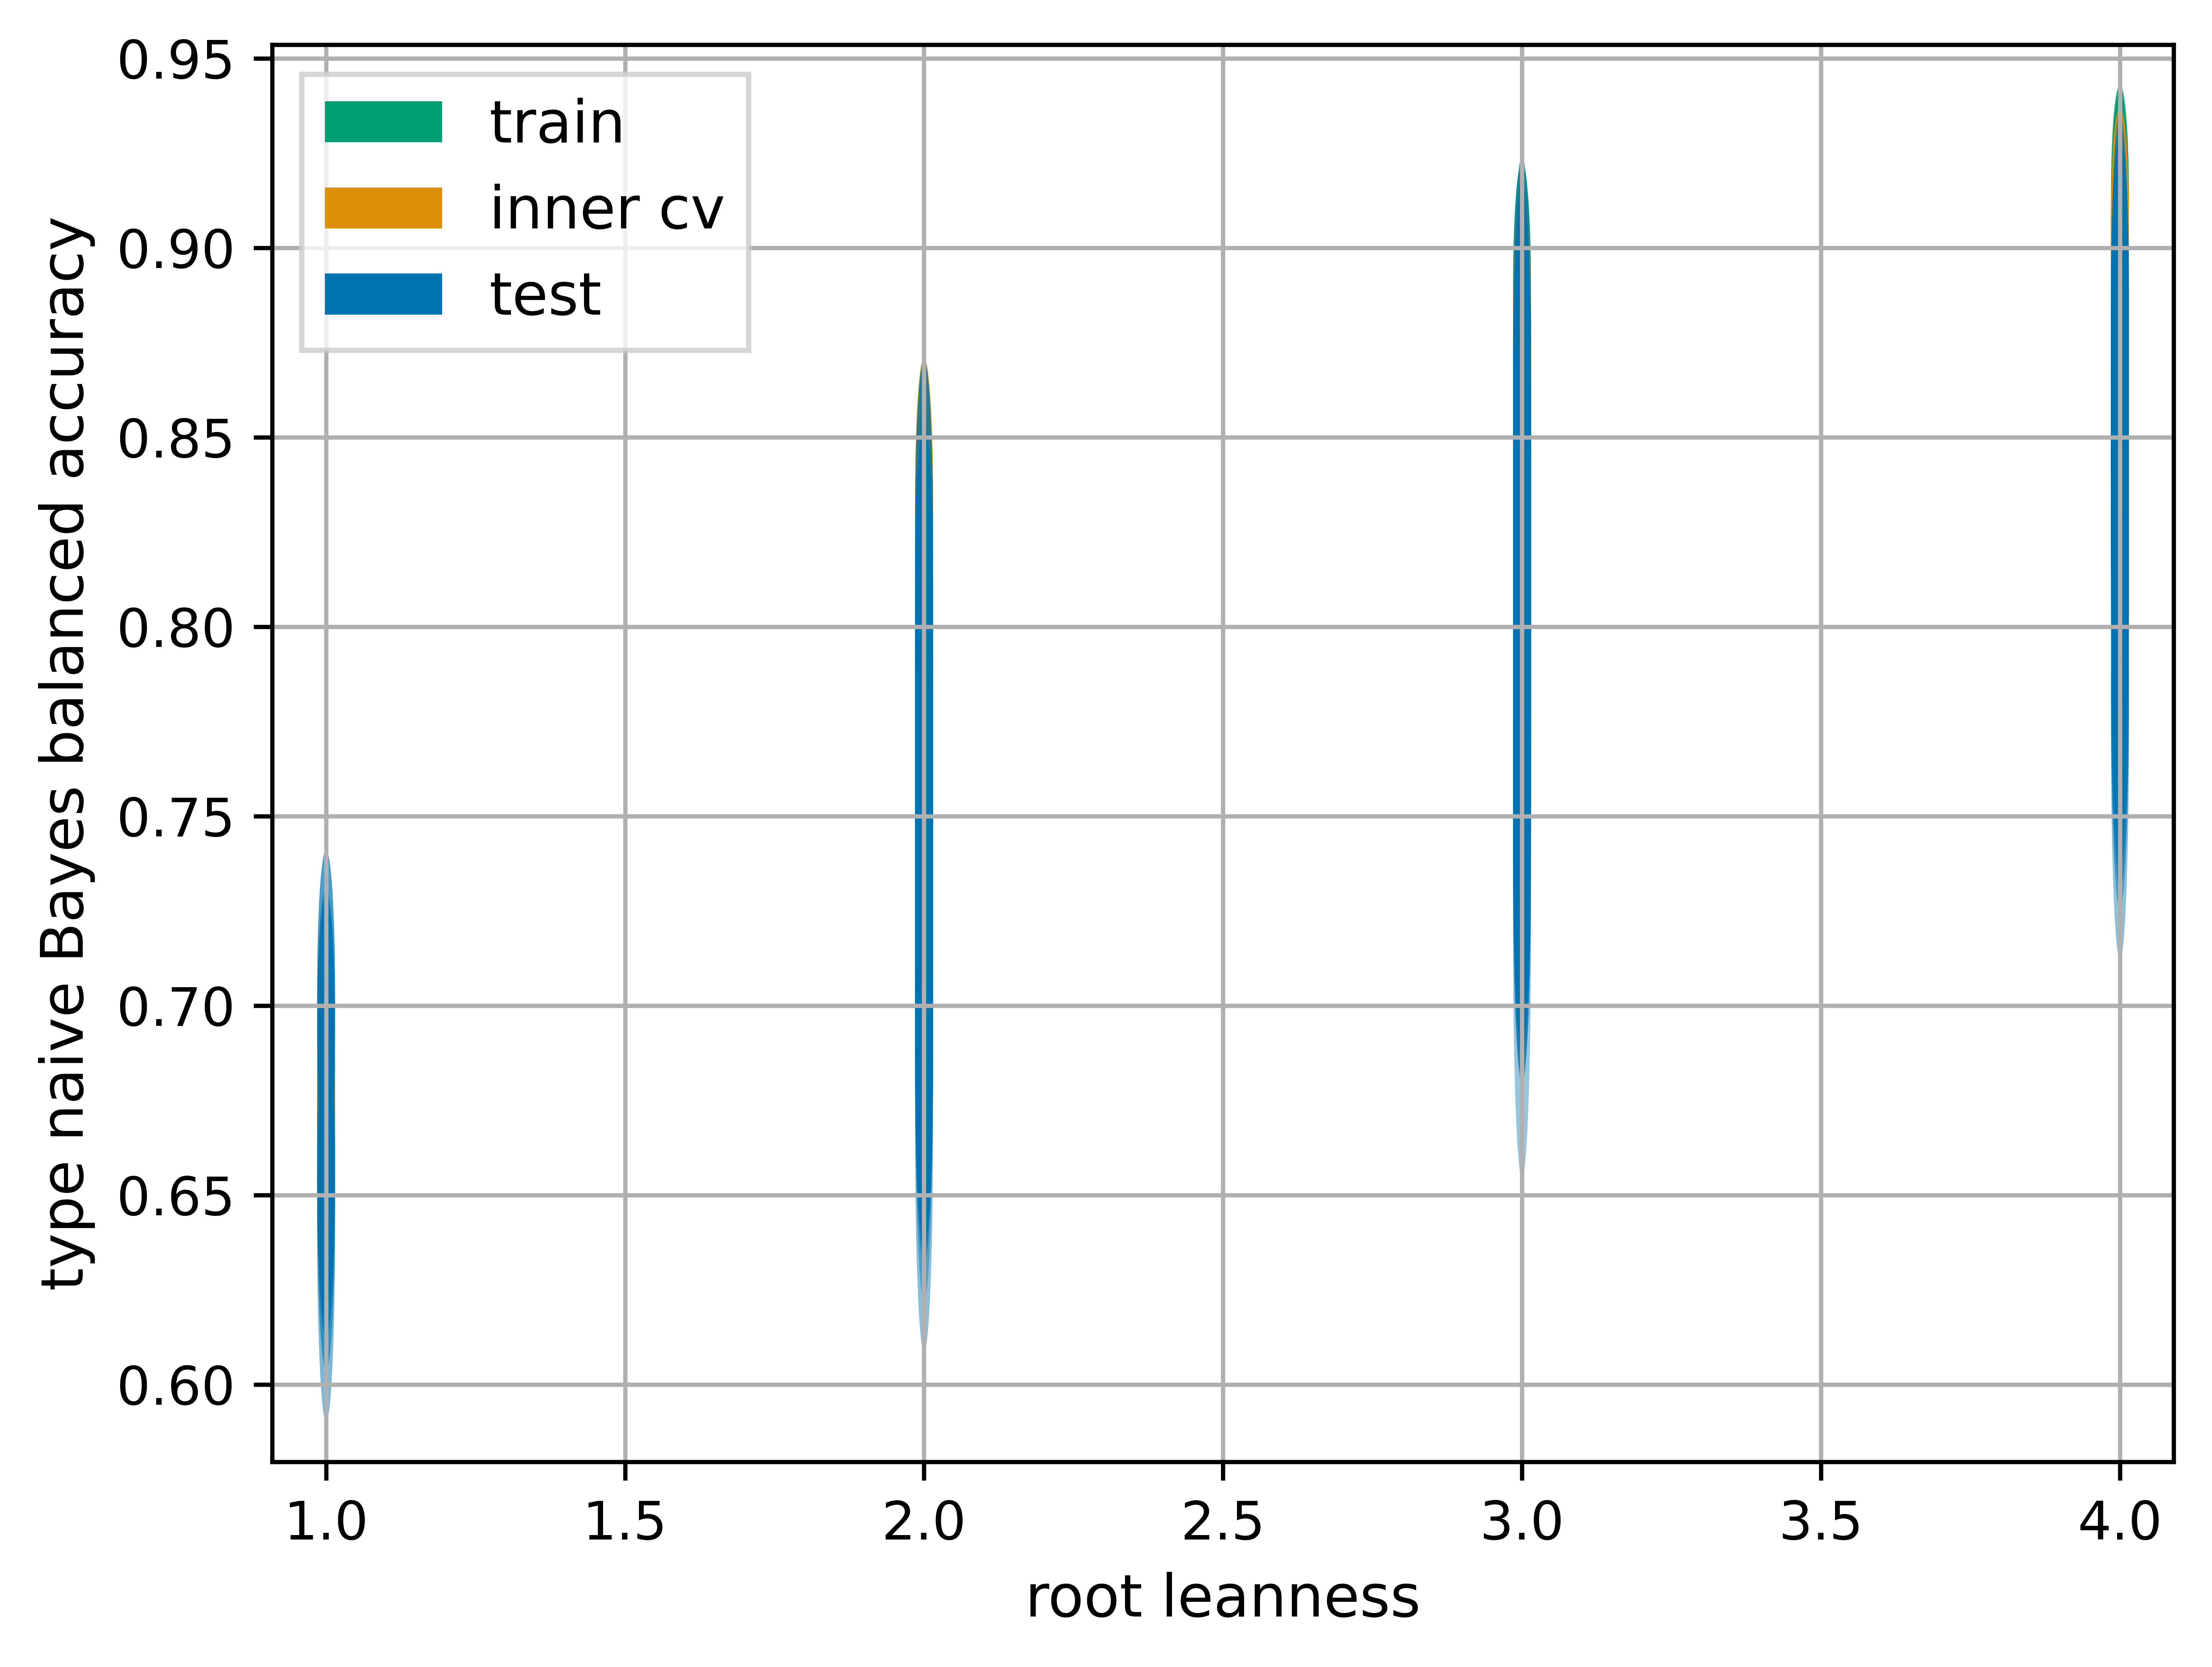 train
inner cv
test
type naive Bayes balanced accuracy
0.95
0.90
0.85
0.80
0.75
0.70
0.65
0.60
1.0 1.5 2.0 2.5 3.0 3.5 4.0
root leanness